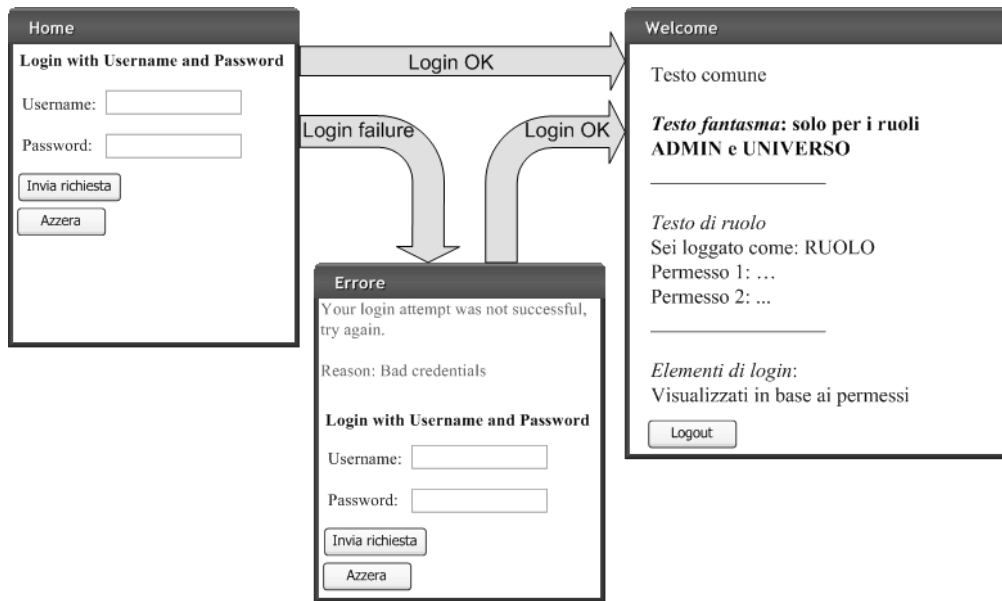 Home
Login with Username and Password
Username:
Password:
Invia richiesta
Azzera
Login OK
Login failure
Login OK
Errore
Your login attempt was not successful,
try again.
Reason: Bad credentials
Login with Username and Password
Username:
Password:
Invia richiesta
Azzera
Welcome
Testo comune
Testo fantasma: solo per i ruoli
ADMIN e UNIVERSO
Testo di ruolo
Sei loggato come: RUOLO
Permesso 1: …
Permesso 2: ...
Elementi di login:
Visualizzati in base ai permessi
Logout